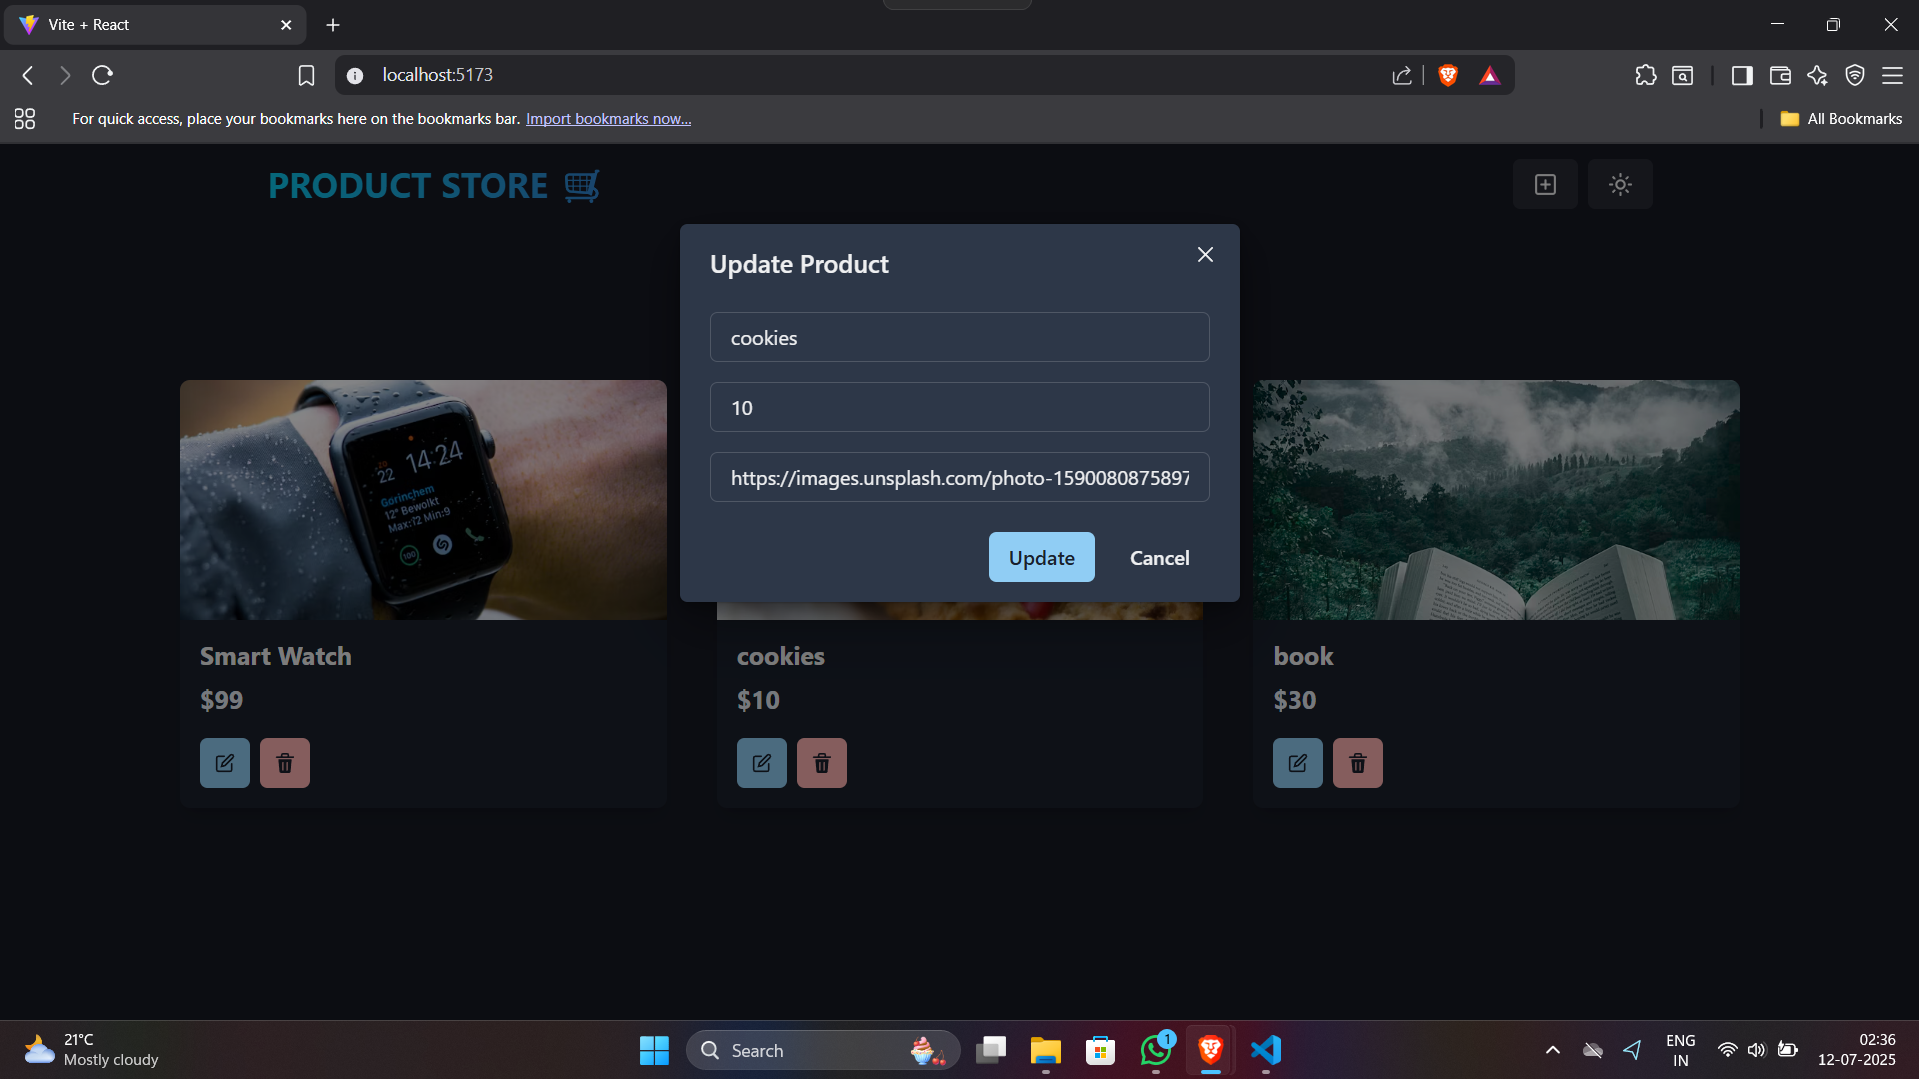 Vite + React
localhost:5173
For quick access, place your bookmarks here on the bookmarks bar. Import bookmarks now...
All Bookmarks
PRODUCT STORE
Update Product
cookies
10
https://images.unsplash.com/photo-1590080875897
Update
Cancel
22
14:24
Gorinchem
12° Bewolkt
Max:12 Min:9
100
Smart Watch
$99
cookies
$10
book
$30
21°C
Mostly cloudy
Search
1
ENG
IN
02:36
12-07-2025